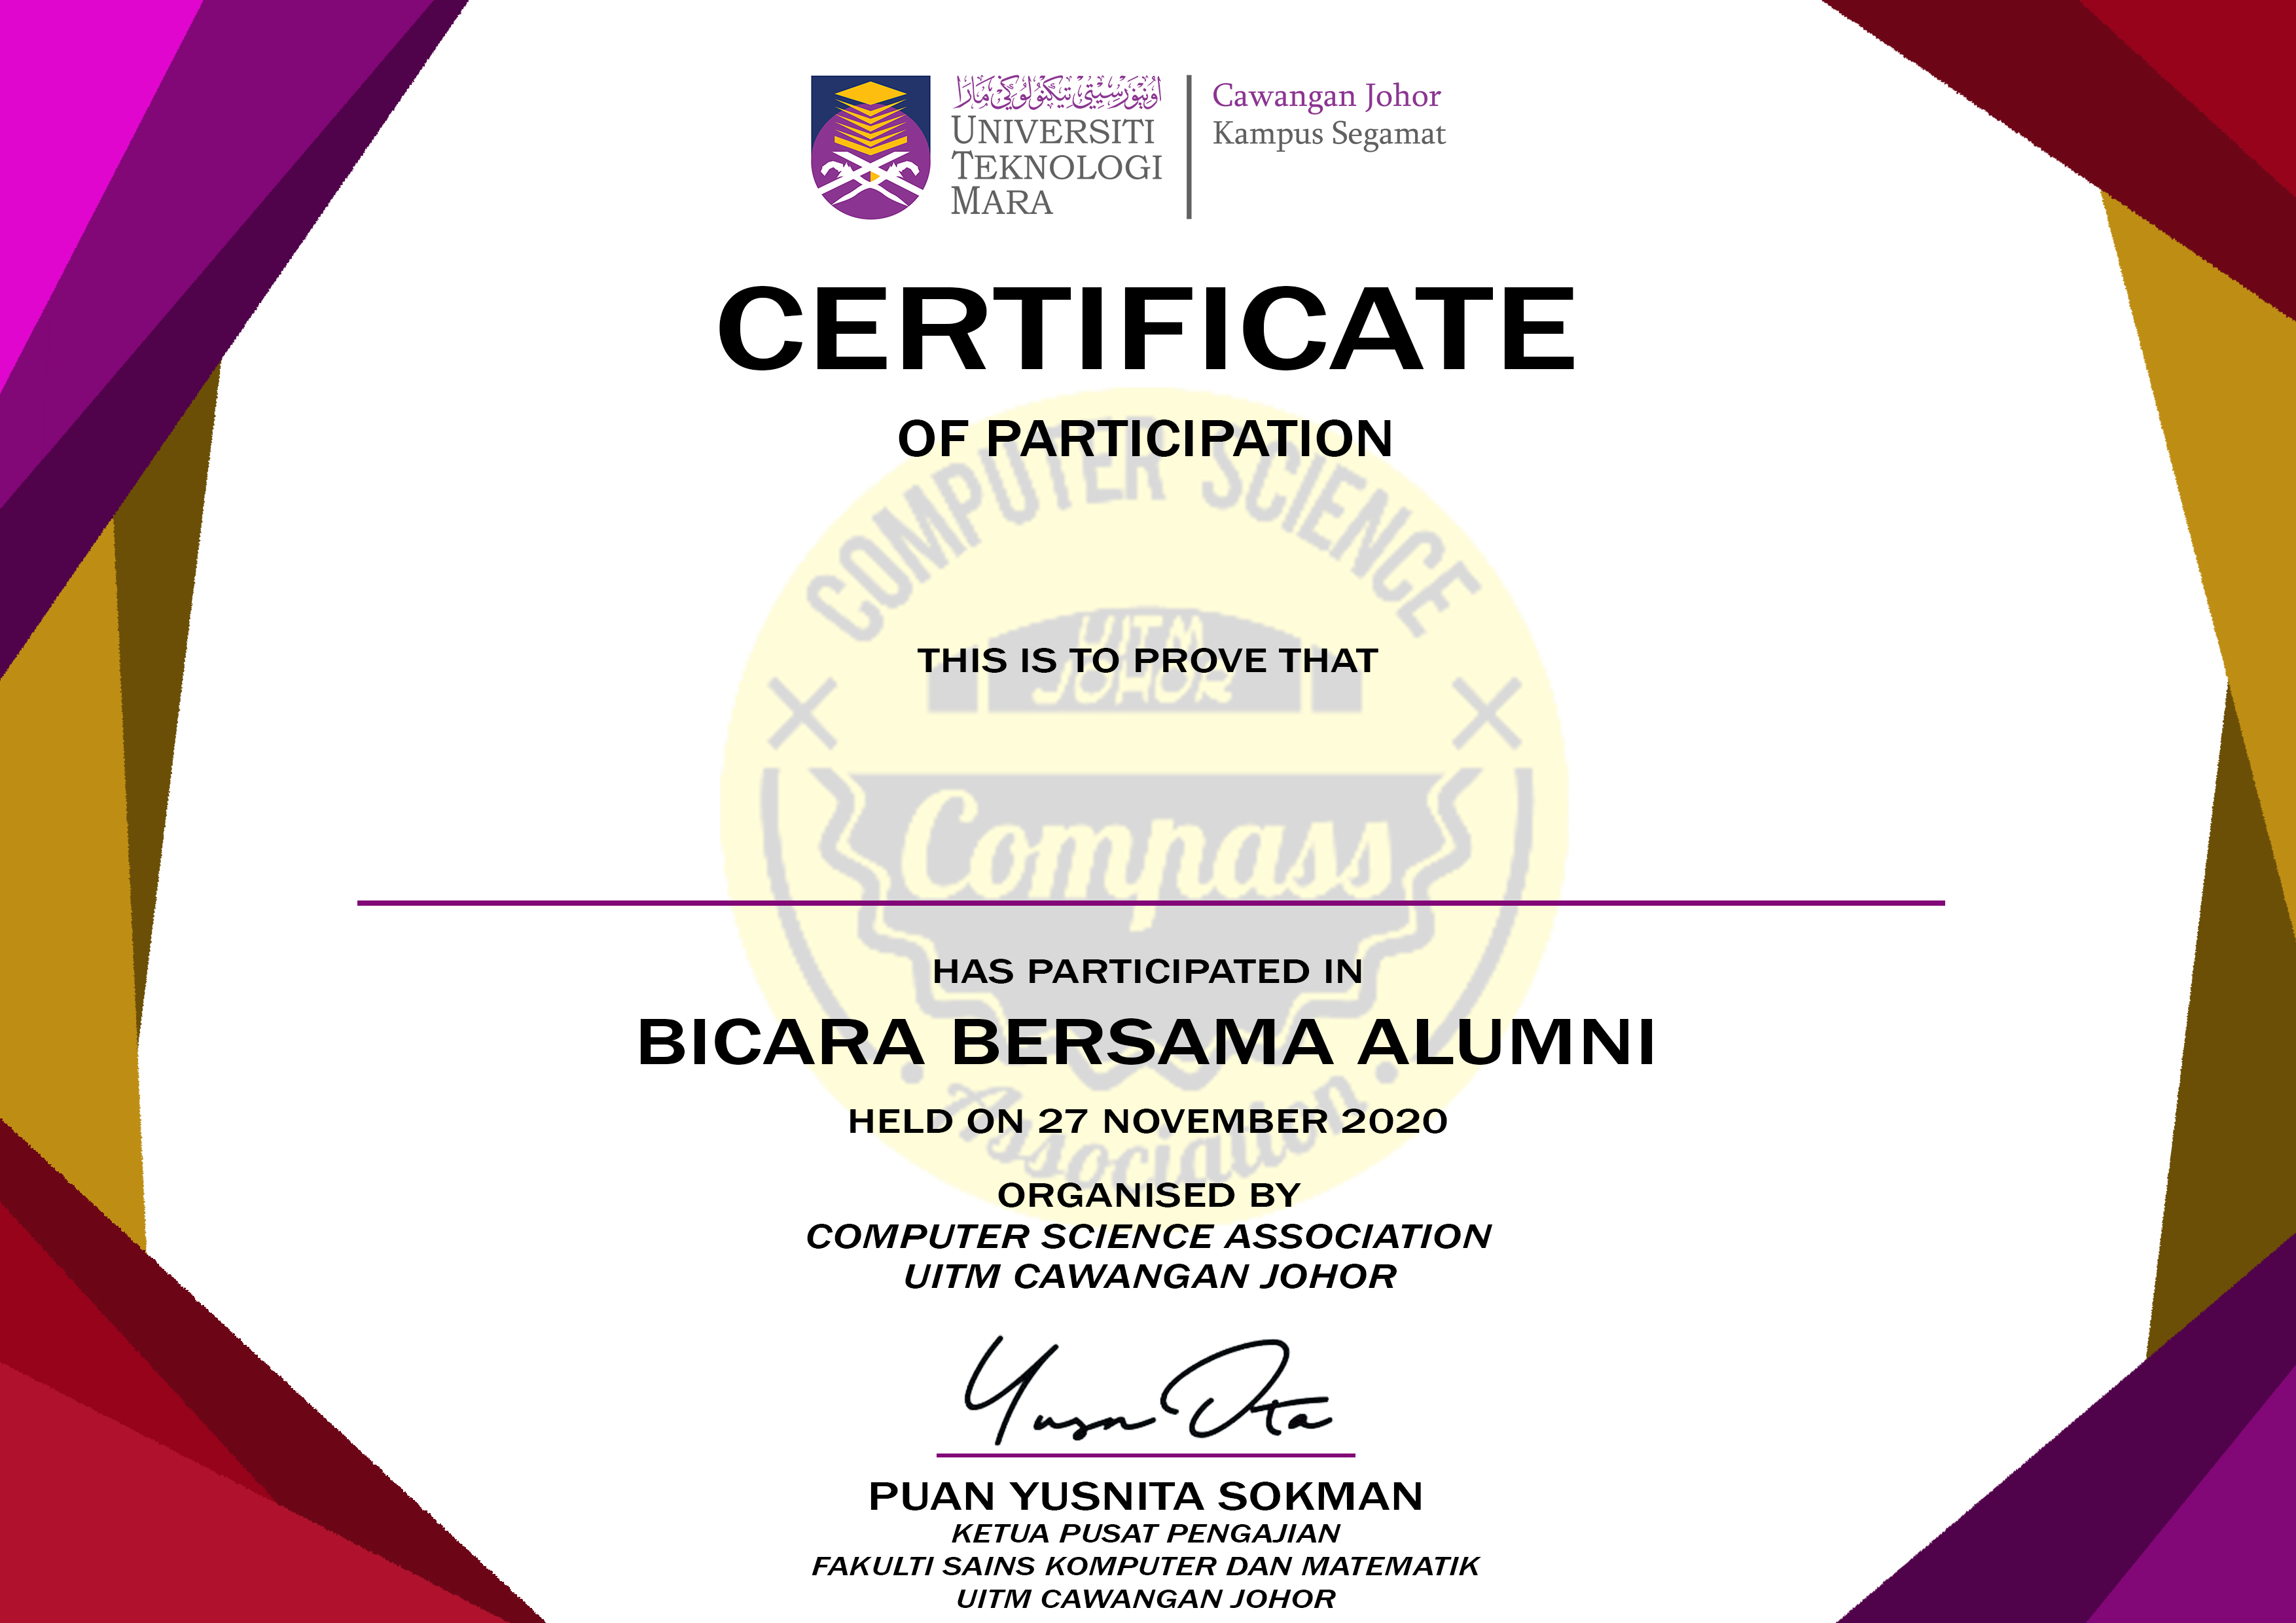 اونيۏرسيتي تيكنولوڬي مارا
UNIVERSITI
TEKNOLOGI
MARA
Cawangan Johor
Kampus Segamat
CERTIFICATE
OF PARTICIPATION
COMPUTER SCIENCE
UITM
JOHOR
THIS IS TO PROVE THAT
Compass
HAS PARTICIPATED IN
BICARA BERSAMA ALUMNI
Association
HELD ON 27 NOVEMBER 2020
ORGANISED BY
COMPUTER SCIENCE ASSOCIATION
UITM CAWANGAN JOHOR
PUAN YUSNITA SOKMAN
KETUA PUSAT PENGAJIAN
FAKULTI SAINS KOMPUTER DAN MATEMATIK
UITM CAWANGAN JOHOR